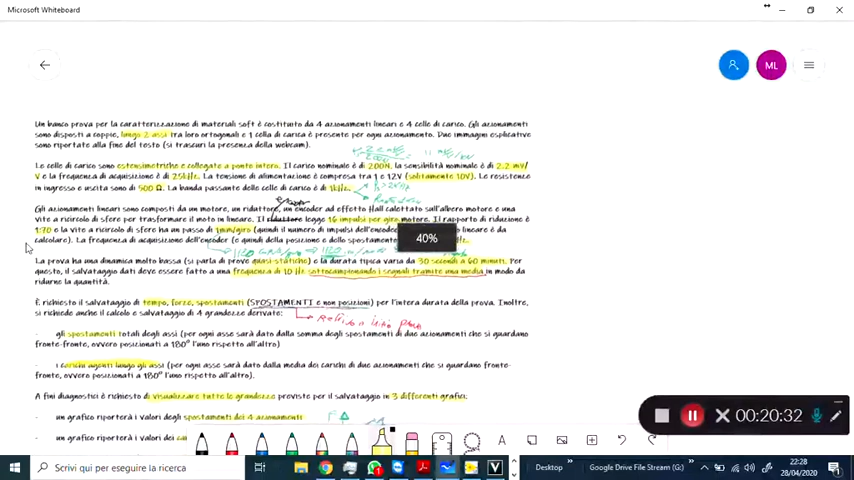 Microsoft Whiteboard
ML
Un banco prova per la caratterizzazione di materiali soft è costituito da 4 azionamenti lineari e 4 celle di carico. Gli azionamenti
sono disposti a coppie, lungo 2 assi tra loro ortogonali e 1 cella di carica è presente per ogni azionamento. Due immagini esplicative
sono riportate alla fine del testo (si trascuri la presenza della webcam).
Le celle di carico sono estensimetriche e collegate a ponte intero. Il carico nominale è di 200N, la sensibilità nominale è di 2.2 mV/
V e la frequenza di acquisizione è di 25kHz. La tensione di alimentazione è compresa tra 1 e 12V (solitamente 10V). Le resistenze
in ingresso e uscita sono di 500 Ω. La banda passante delle celle di carico è di 1kHz.
Gli azionamenti lineari sono composti da un motore, un riduttore, un encoder ad effetto Hall calettato sull'albero motore e una
vite a ricircolo di sfere per trasformare il moto in lineare. Il riduttore legge 16 impulsi per giro motore. Il rapporto di riduzione è
1:70 e la vite a ricircolo di sfere ha un passo di 1mm/giro (quindi il numero di impulsi dell'enco lineare è da
calcolare). La frequenza di acquisizione dell'encoder (e quindi della posizione e dello spostamento Hz.
40%
La prova ha una dinamica molto bassa (si parla di prove quasi statiche) e la durata tipica varia da 30 secondi a 60 minuti. Per
questo, il salvataggio dati deve essere fatto a una frequenza di 10 Hz sottocampionando i segnali tramite una media in modo da
ridurne la quantità.
È richiesto il salvataggio di tempo, forze, spostamenti (SPOSTAMENTI e non posizioni) per l'intera durata della prova. Inoltre,
si richiede anche il calcolo e salvataggio di 4 grandezze derivate:
- gli spostamenti totali degli assi (per ogni asse sarà dato dalla somma degli spostamenti di due azionamenti che si guardano
fronte-fronte, ovvero posizionati a 180° l'uno rispetto all'altro)
- i carichi agenti lungo gli assi (per ogni asse sarà dato dalla media dei carichi di due azionamenti che si guardano front-
fronte, ovvero posizionati a 180° l'uno rispetto all'altro).
A fini diagnostici è richiesto di visualizzare tutte le grandezze previste per il salvataggio in 3 differenti grafici:
- un grafico riporterà i valori degli spostamenti dei 4 azionamenti
- un grafico riporterà i valori dei ca
00:20:32
Scrivi qui per eseguire la ricerca
Desktop
Google Drive File Stream (G:)
22:28
28/04/2020